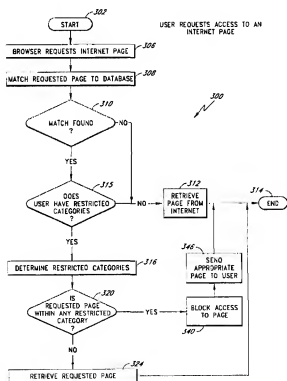 302
START
USER REQUESTS ACCESS TO AN
INTERNET PAGE
306
BROWSER REQUESTS INTERNET PAGE
308
MATCH REQUESTED PAGE TO DATABASE
310
300
MATCH FOUND
?
NO
YES
315
DOES
USER HAVE RESTRICTED
CATEGORIES
?
NO
312
RETRIEVE
PAGE FROM
INTERNET
314
END
YES
346
SEND
APPROPRIATE
PAGE TO USER
316
DETERMINE RESTRICTED CATEGORIES
320
IS
REQUESTED PAGE
WITHIN ANY RESTRICTED
CATEGORY
?
YES
BLOCK ACCESS
TO PAGE
340
NO
324
RETRIEVE REQUESTED PAGE